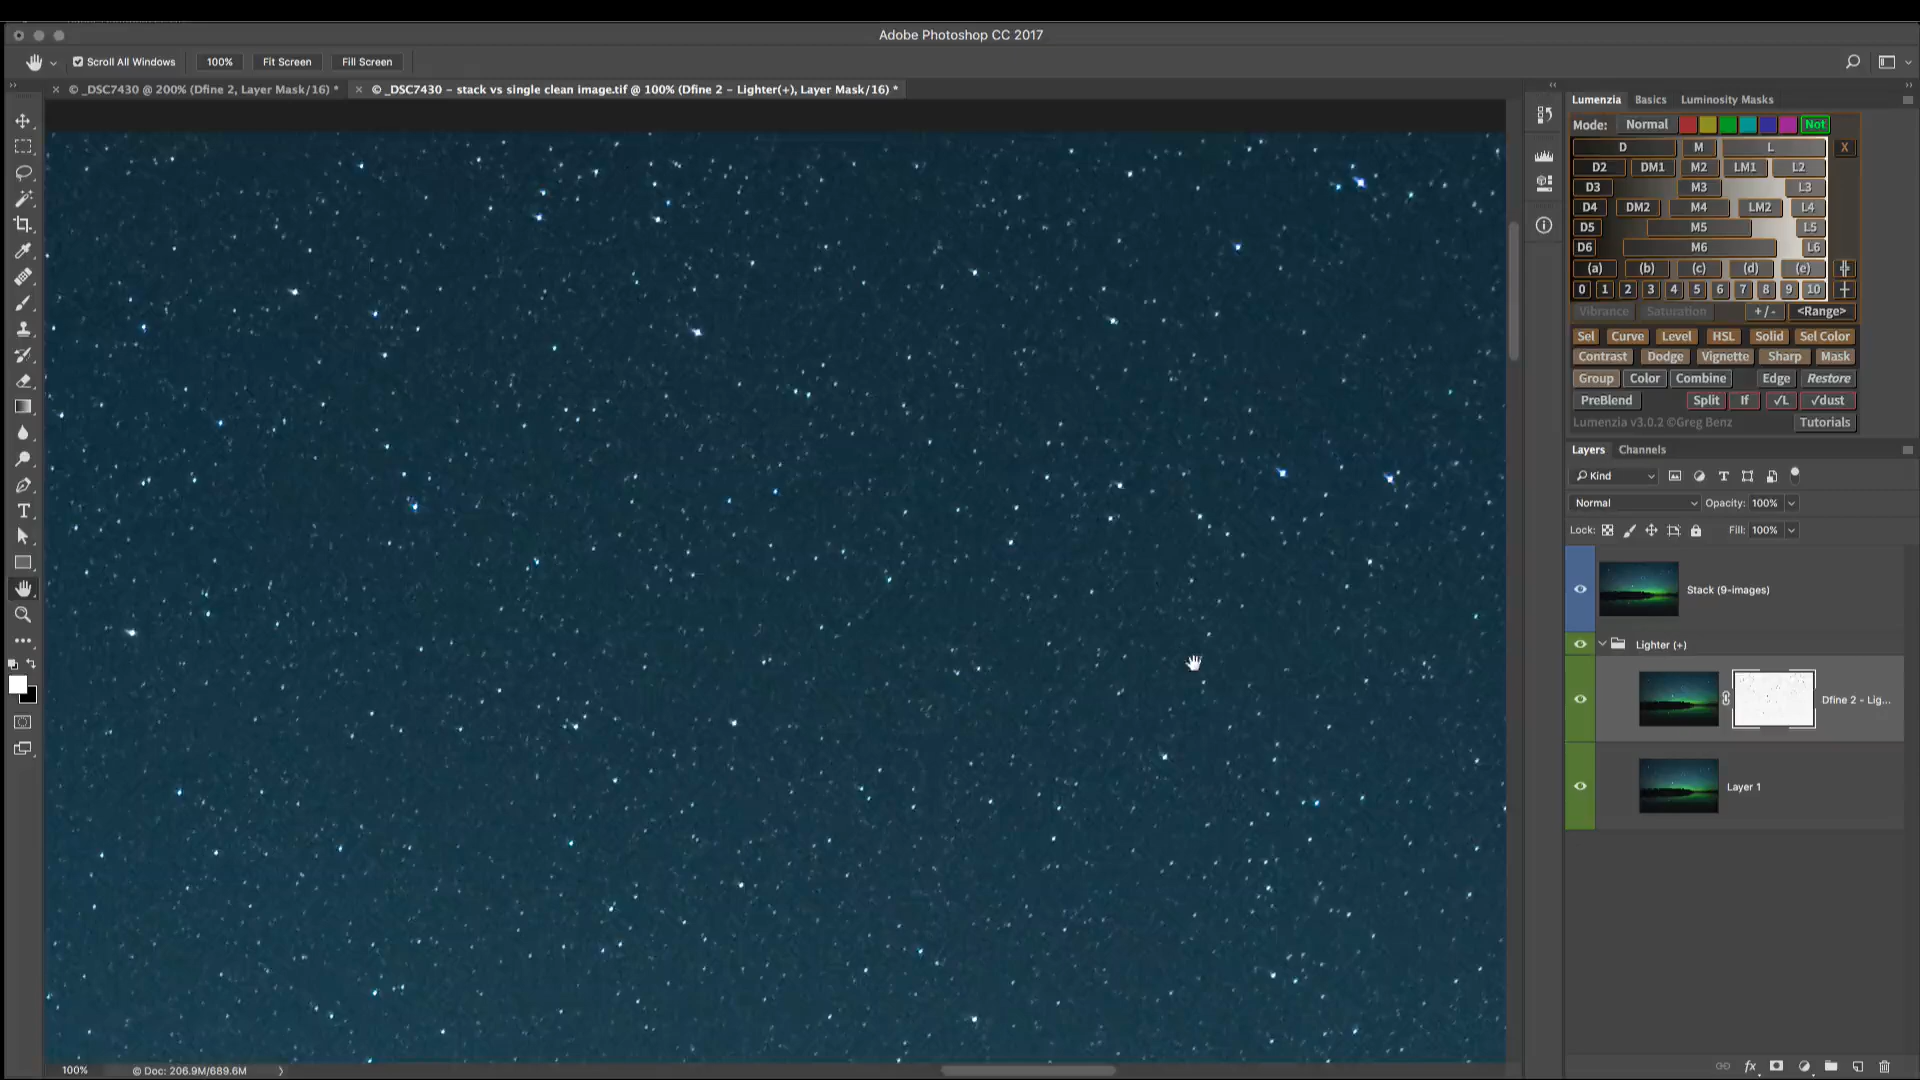 Adobe Photoshop CC 2017
Scroll All Windows 100% Fit Screen Fill Screen
© _DSC7430 @ 200% (Dfine 2, Layer Mask/16) * © _DSC7430 – stack vs single clean image.tif @ 100% (Dfine 2 - Lighter(+), Layer Mask/16) *
Lumenzia Basics Luminosity Masks
Mode: Normal Not
D M L X
D2 DM1 M2 LM1 L2
D3 M3 L3
D4 DM2 M4 LM2 L4
D5 M5 L5
D6 M6 L6
(a) (b) (c) (d) (e)
0 1 2 3 4 5 6 7 8 9 10
Vibrance Saturation +/- <Range>
Sel Curve Level HSL Solid Sel Color
Contrast Dodge Vignette Sharp Mask
Group Color Combine Edge Restore
PreBlend Split If √L √dust
Lumenzia v3.0.2 ©Greg Benz Tutorials
Layers Channels
Kind
Normal Opacity: 100%
Lock: Fill: 100%
Stack (9-images)
Lighter (+)
Dfine 2 - Lig...
Layer 1
100% © Doc: 206.9M/689.6M